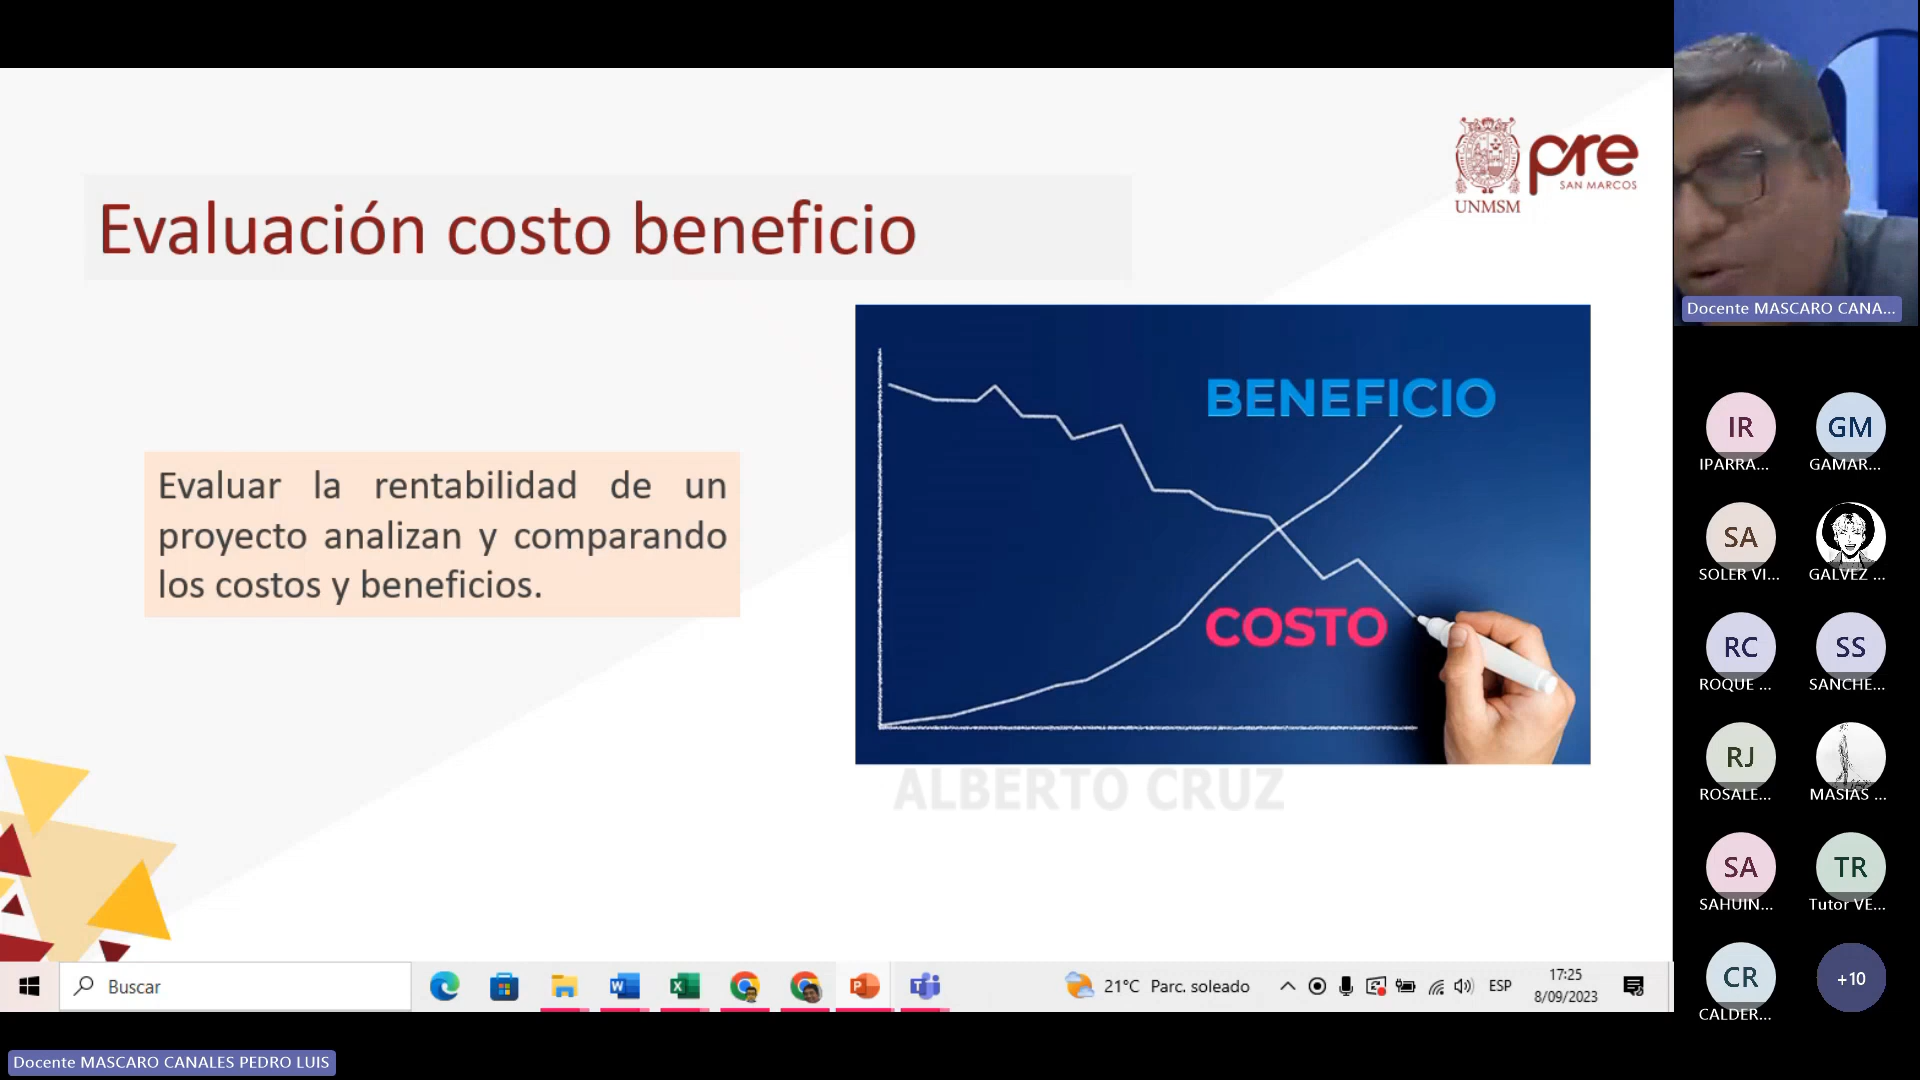 Evaluación costo beneficio
UNMSM
pre
SAN MARCOS
Evaluar la rentabilidad de un
proyecto analizan y comparando
los costos y beneficios.
BENEFICIO
COSTO
ALBERTO CRUZ
Docente MASCARO CANA...
IR
IPARRA...
GM
GAMAR...
SA
SOLER VI...
GALVEZ ...
RC
ROQUE ...
SS
SANCHE...
RJ
ROSALE...
MASIAS ...
SA
SAHUIN...
TR
Tutor VE...
CR
CALDER...
+10
Buscar
21°C Parc. soleado
ESP
17:25
8/09/2023
Docente MASCARO CANALES PEDRO LUIS